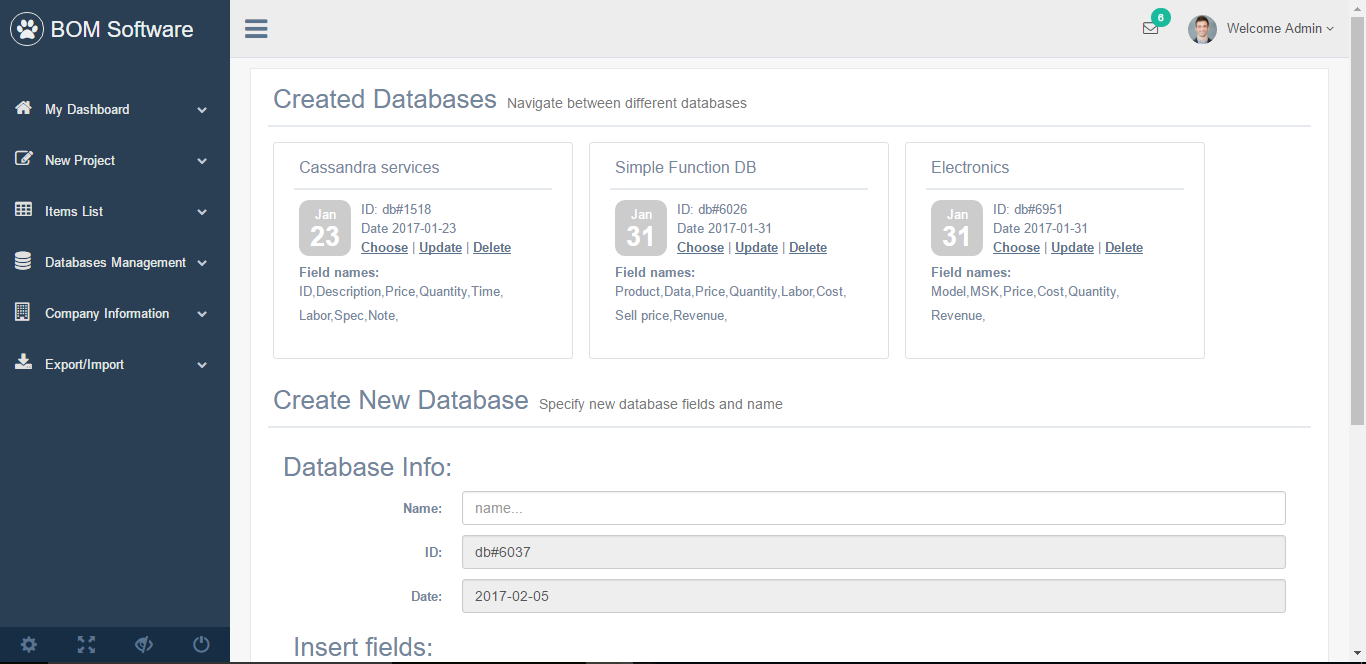 BOM Software
6
Welcome Admin
My Dashboard
New Project
Items List
Databases Management
Company Information
Export/Import
Created Databases Navigate between different databases
Cassandra services
Jan
23
ID: db#1518
Date 2017-01-23
Choose | Update | Delete
Field names:
ID,Description,Price,Quantity,Time,
Labor,Spec,Note,
Simple Function DB
Jan
31
ID: db#6026
Date 2017-01-31
Choose | Update | Delete
Field names:
Product,Data,Price,Quantity,Labor,Cost,
Sell price,Revenue,
Electronics
Jan
31
ID: db#6951
Date 2017-01-31
Choose | Update | Delete
Field names:
Model,MSK,Price,Cost,Quantity,
Revenue,
Create New Database Specify new database fields and name
Database Info:
Name: name...
ID: db#6037
Date: 2017-02-05
Insert fields: